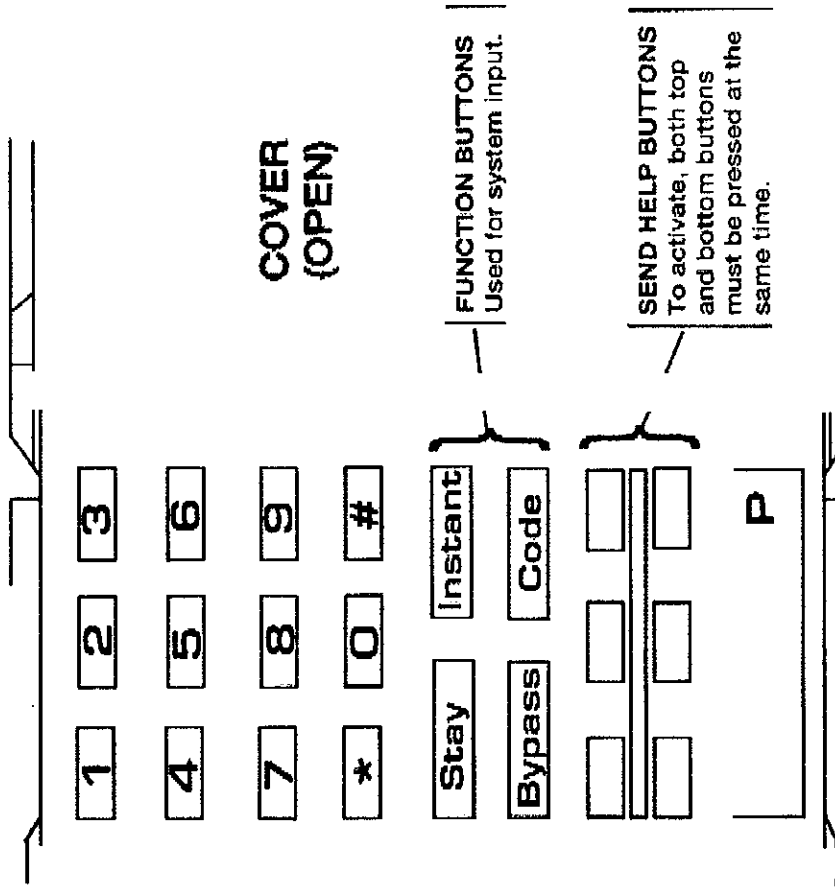 1 2 3
4 5 6
7 8 9
* 0 #
Stay Instant
Bypass Code
P
COVER
(OPEN)
FUNCTION BUTTONS
Used for system input.
SEND HELP BUTTONS
To activate, both top
and bottom buttons
must be pressed at the
same time.